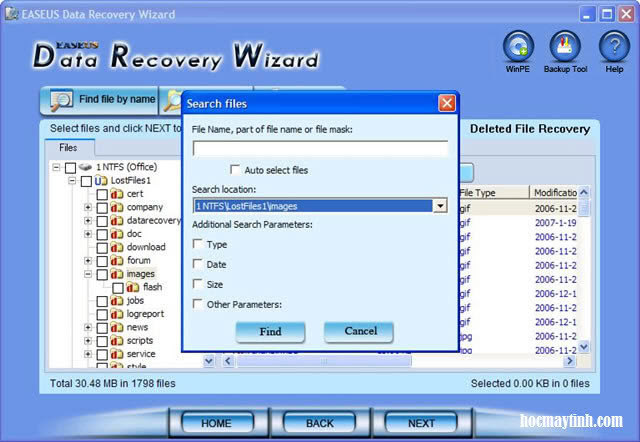 EASEUS Data Recovery Wizard
EASEUS
Data Recovery Wizard
WinPE
Backup Tool
Help
Find file by name
Select files and click NEXT to
Deleted File Recovery
Files
1 NTFS (Office)
LostFiles1
cert
company
datarecovery
doc
download
forum
images
flash
jobs
logreport
news
scripts
service
style
Search files
File Name, part of file name or file mask:
Auto select files
Search location:
1 NTFS\LostFiles1\images
Additional Search Parameters:
Type
Date
Size
Other Parameters:
Find
Cancel
File Type
Modificatio
gif 2006-11-2
gif 2007-1-19
gif 2006-11-2
gif 2006-11-2
gif 2006-12-1
gif 2006-11-2
gif 2006-12-1
gif 2006-11-2
jpg 2006-11-2
jpg 2006-11-2
Total 30.48 MB in 1798 files
Selected 0.00 KB in 0 files
HOME
BACK
NEXT
hocmayfinh.com